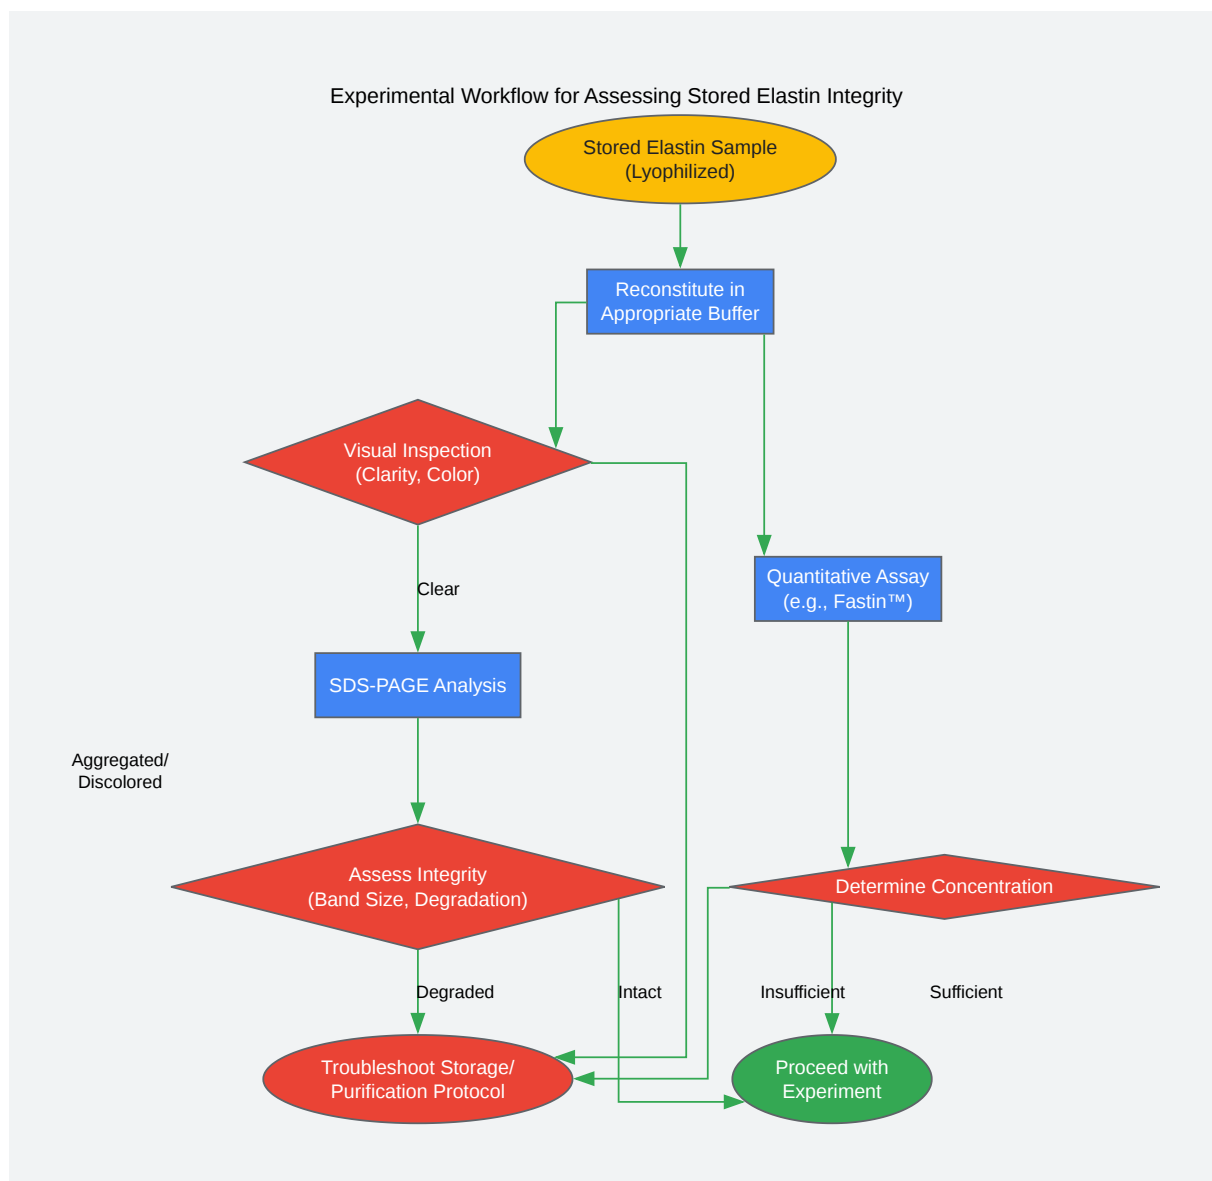 Experimental Workflow for Assessing Stored Elastin Integrity
Stored Elastin Sample
(Lyophilized)
Reconstitute in
Appropriate Buffer
Visual Inspection
(Clarity, Color)
Quantitative Assay
(e.g., Fastin™)
Clear
SDS-PAGE Analysis
Aggregated/
Discolored
Assess Integrity
(Band Size, Degradation)
Determine Concentration
Degraded
Intact
Insufficient
Sufficient
Troubleshoot Storage/
Purification Protocol
Proceed with
Experiment